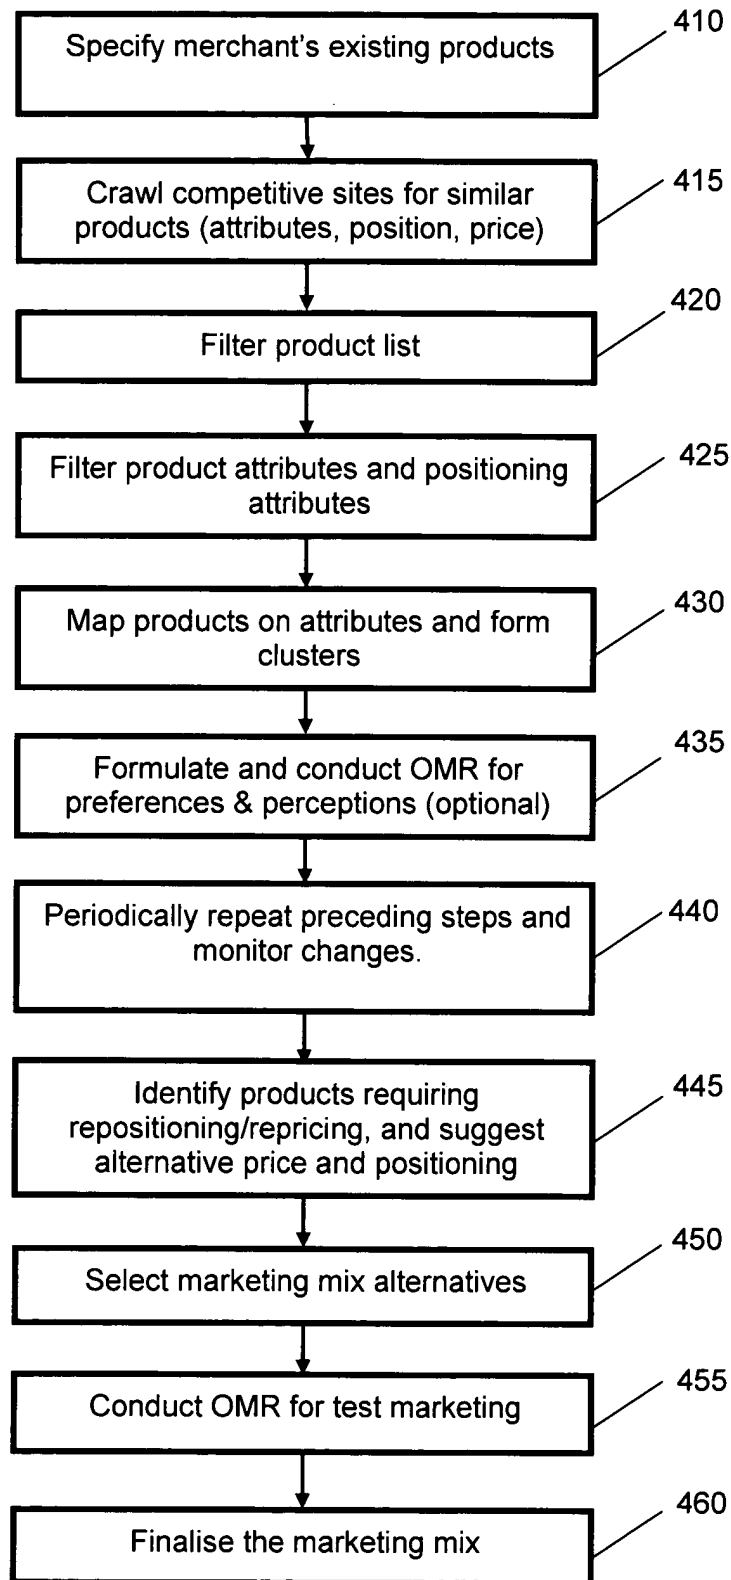 410
Specify merchant's existing products
415
Crawl competitive sites for similar
products (attributes, position, price)
420
Filter product list
425
Filter product attributes and positioning
attributes
430
Map products on attributes and form
clusters
435
Formulate and conduct OMR for
preferences & perceptions (optional)
440
Periodically repeat preceding steps and
monitor changes.
445
Identify products requiring
repositioning/repricing, and suggest
alternative price and positioning
450
Select marketing mix alternatives
455
Conduct OMR for test marketing
460
Finalise the marketing mix